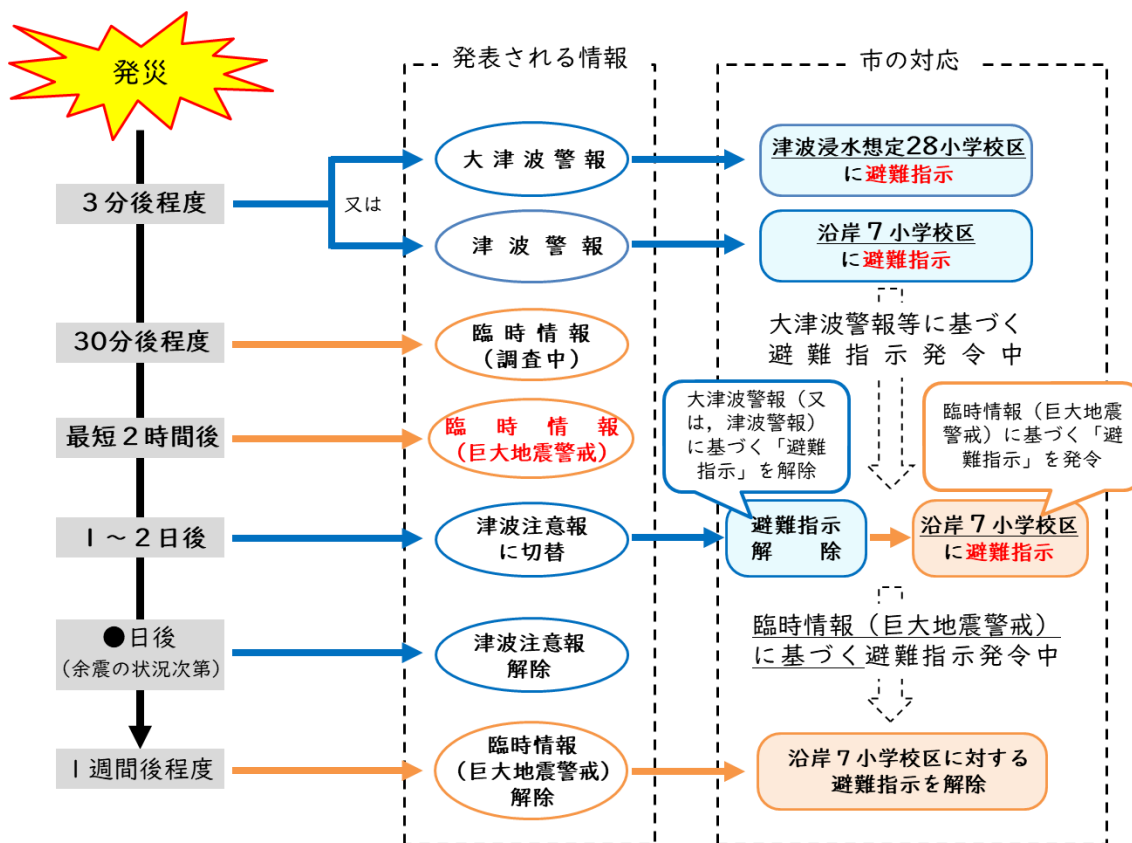 発災
発表される情報
市の対応
3分後程度
又は
大津波警報
津波浸水想定28小学校区
に避難指示
津波警報
沿岸7小学校区
に避難指示
30分後程度
臨時情報
(調査中)
大津波警報等に基づく
避難指示発令中
最短2時間後
臨時情報
(巨大地震警戒)
大津波警報(又
は,津波警報)
に基づく「避難
指示」を解除
臨時情報(巨大地震
警戒)に基づく「避
難指示」を発令
1~2日後
津波注意報
に切替
避難指示
解除
沿岸7小学校区
に避難指示
●日後
(余震の状況次第)
津波注意報
解除
臨時情報(巨大地震警戒)
に基づく避難指示発令中
1週間後程度
臨時情報
(巨大地震警戒)
解除
沿岸7小学校区に対する
避難指示を解除